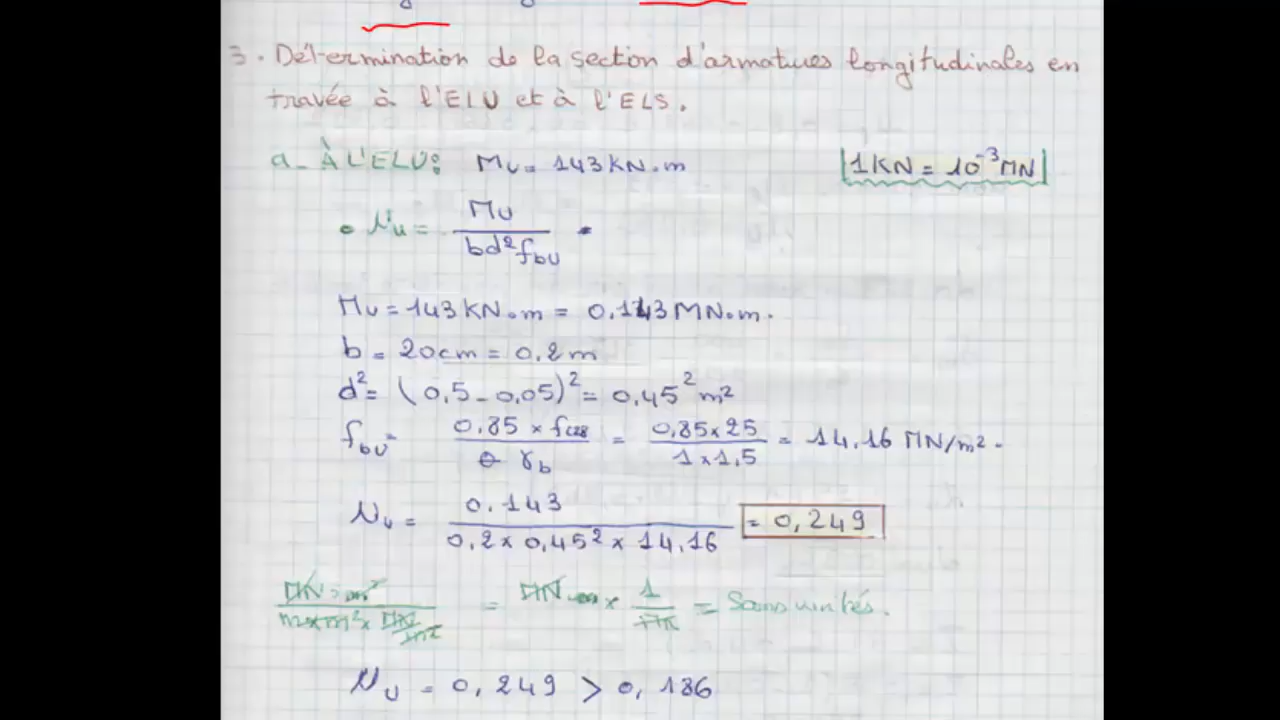 3. Détermination de la section d'armatures longitudinales en
travée à l'ELU et à l'ELS.
a - À L'ELU: Mu = 143 KN.m |1KN = 10⁻³ MN|
• μu = Mu / bd² fbu •
Mu = 143 KN.m = 0,143 MN.m.
b = 20cm = 0,2 m
d² = (0,5 - 0,05)² = 0,45² m²
fbu = 0,85 × fc28 / θ γb = 0,85×25 / 1×1,5 = 14,16 MN/m².
μu = 0,143 / 0,2 × 0,45² × 14,16 = 0,249
= 1 = Sans unités.
μu = 0,249 > 0,186